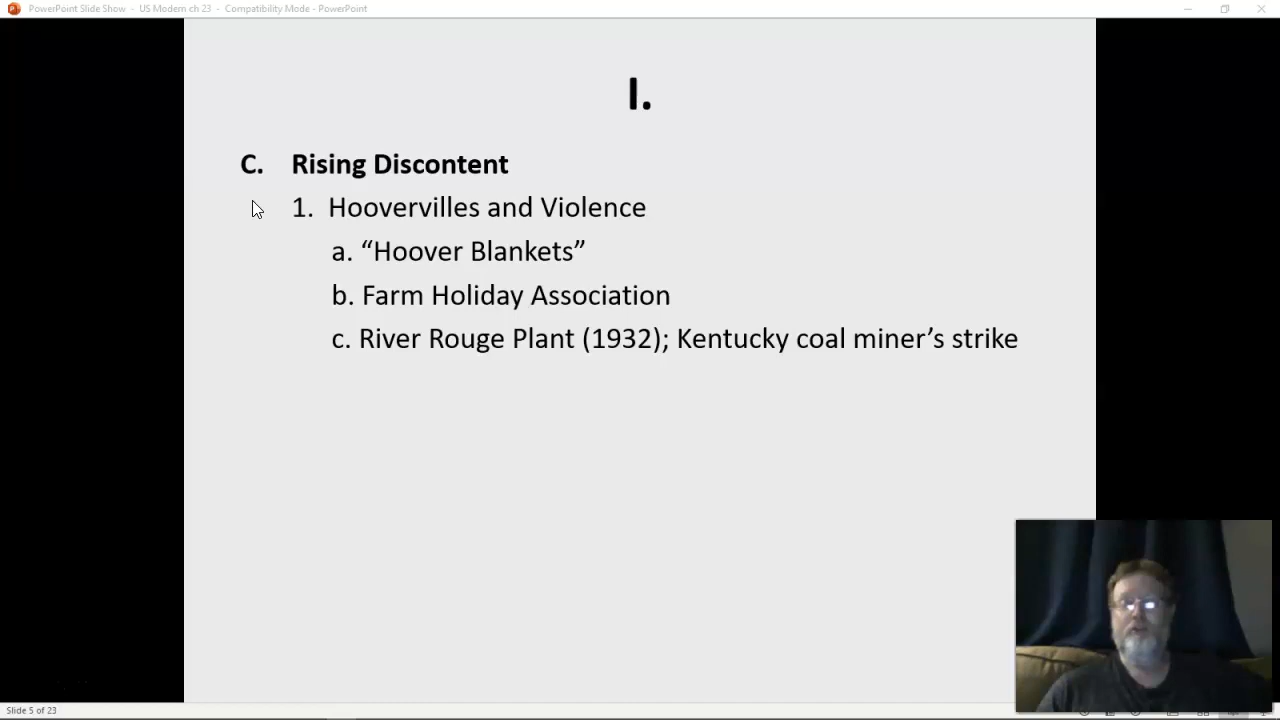 PowerPoint Slide Show - US Modern ch 23 - Compatibility Mode - PowerPoint
I.
C. Rising Discontent
1. Hoovervilles and Violence
a. “Hoover Blankets”
b. Farm Holiday Association
c. River Rouge Plant (1932); Kentucky coal miner’s strike
Slide 5 of 23